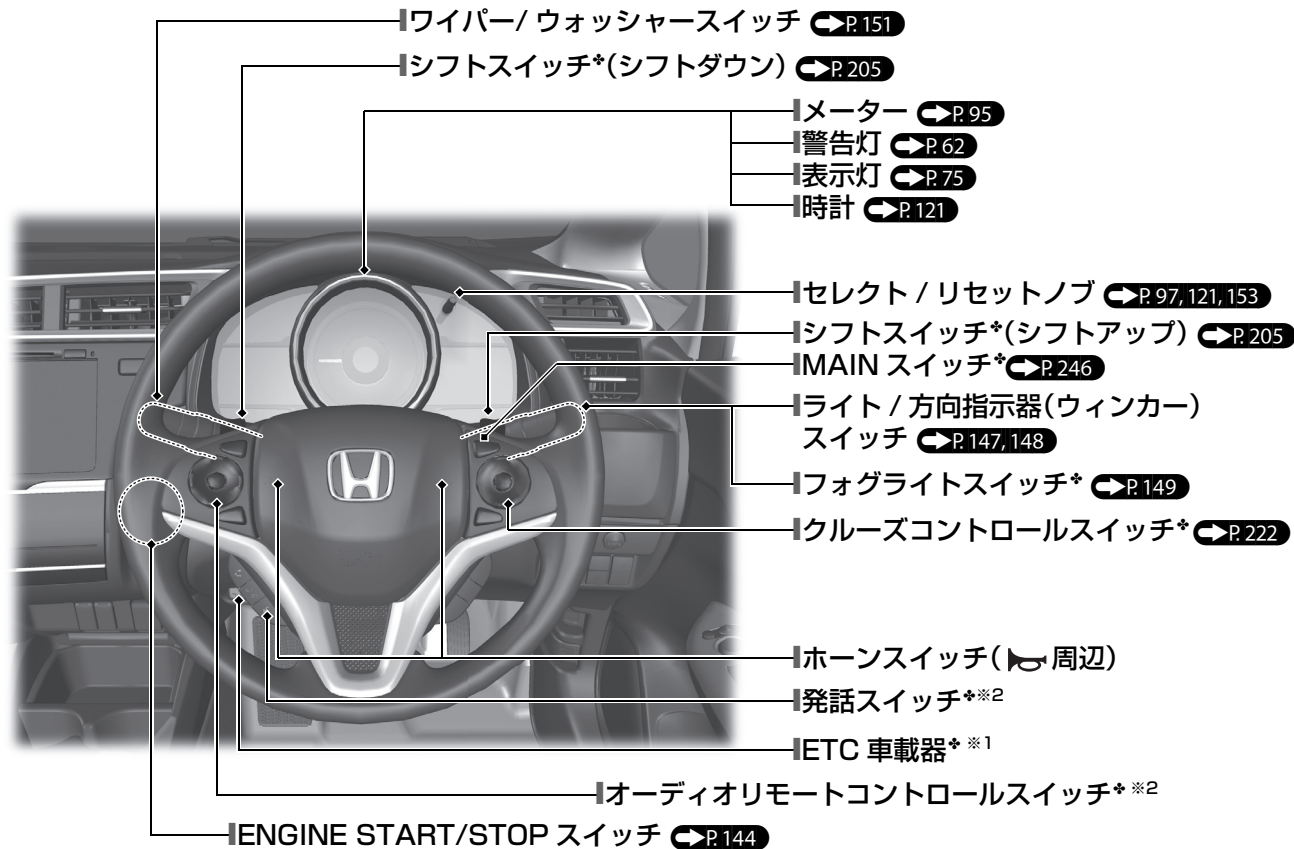 ワイパー/ ウォッシャースイッチ P. 151
シフトスイッチ✤(シフトダウン) P. 205
メーター P. 95
警告灯 P. 62
表示灯 P. 75
時計 P. 121
セレクト / リセットノブ P. 97, 121, 153
シフトスイッチ✤(シフトアップ) P. 205
MAIN スイッチ✤ P. 246
ライト / 方向指示器(ウィンカー)
スイッチ P. 147, 148
フォグライトスイッチ✤ P. 149
クルーズコントロールスイッチ✤ P. 222
ホーンスイッチ( 周辺)
発話スイッチ✤※2
ETC 車載器✤ ※1
オーディオリモートコントロールスイッチ✤ ※2
ENGINE START/STOP スイッチ P. 144